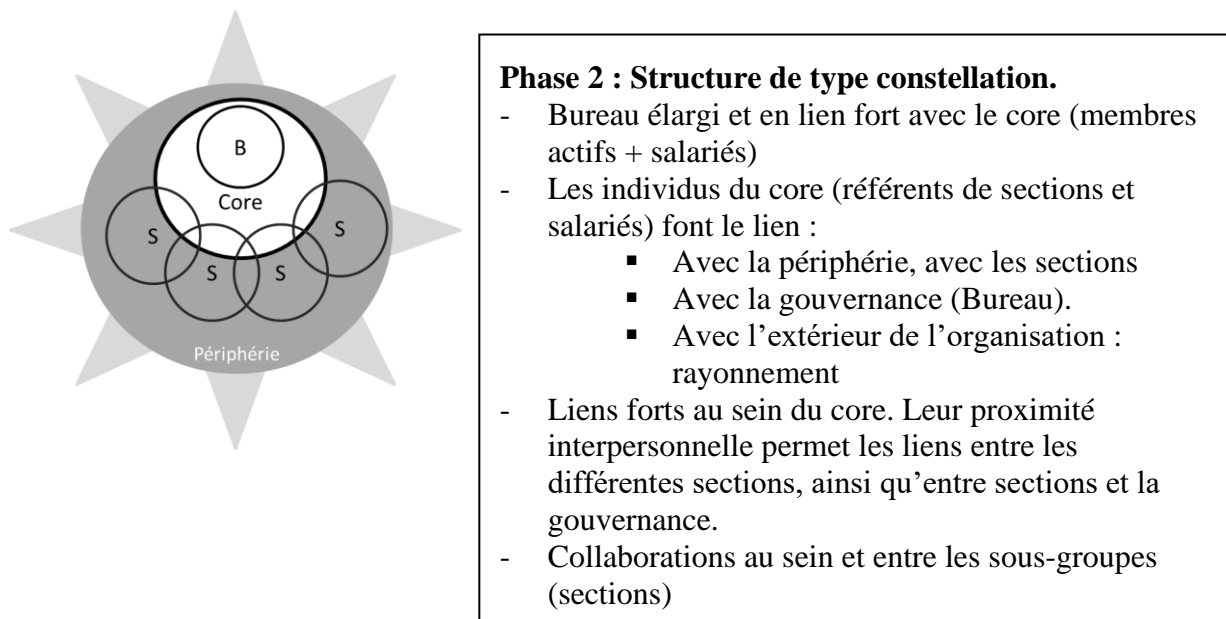 B
Core
S
S
S
S
Périphérie
Phase 2 : Structure de type constellation.
- Bureau élargi et en lien fort avec le core (membres
actifs + salariés)
- Les individus du core (référents de sections et
salariés) font le lien :
▪ Avec la périphérie, avec les sections
▪ Avec la gouvernance (Bureau).
▪ Avec l’extérieur de l’organisation :
rayonnement
- Liens forts au sein du core. Leur proximité
interpersonnelle permet les liens entre les
différentes sections, ainsi qu’entre sections et la
gouvernance.
- Collaborations au sein et entre les sous-groupes
(sections)